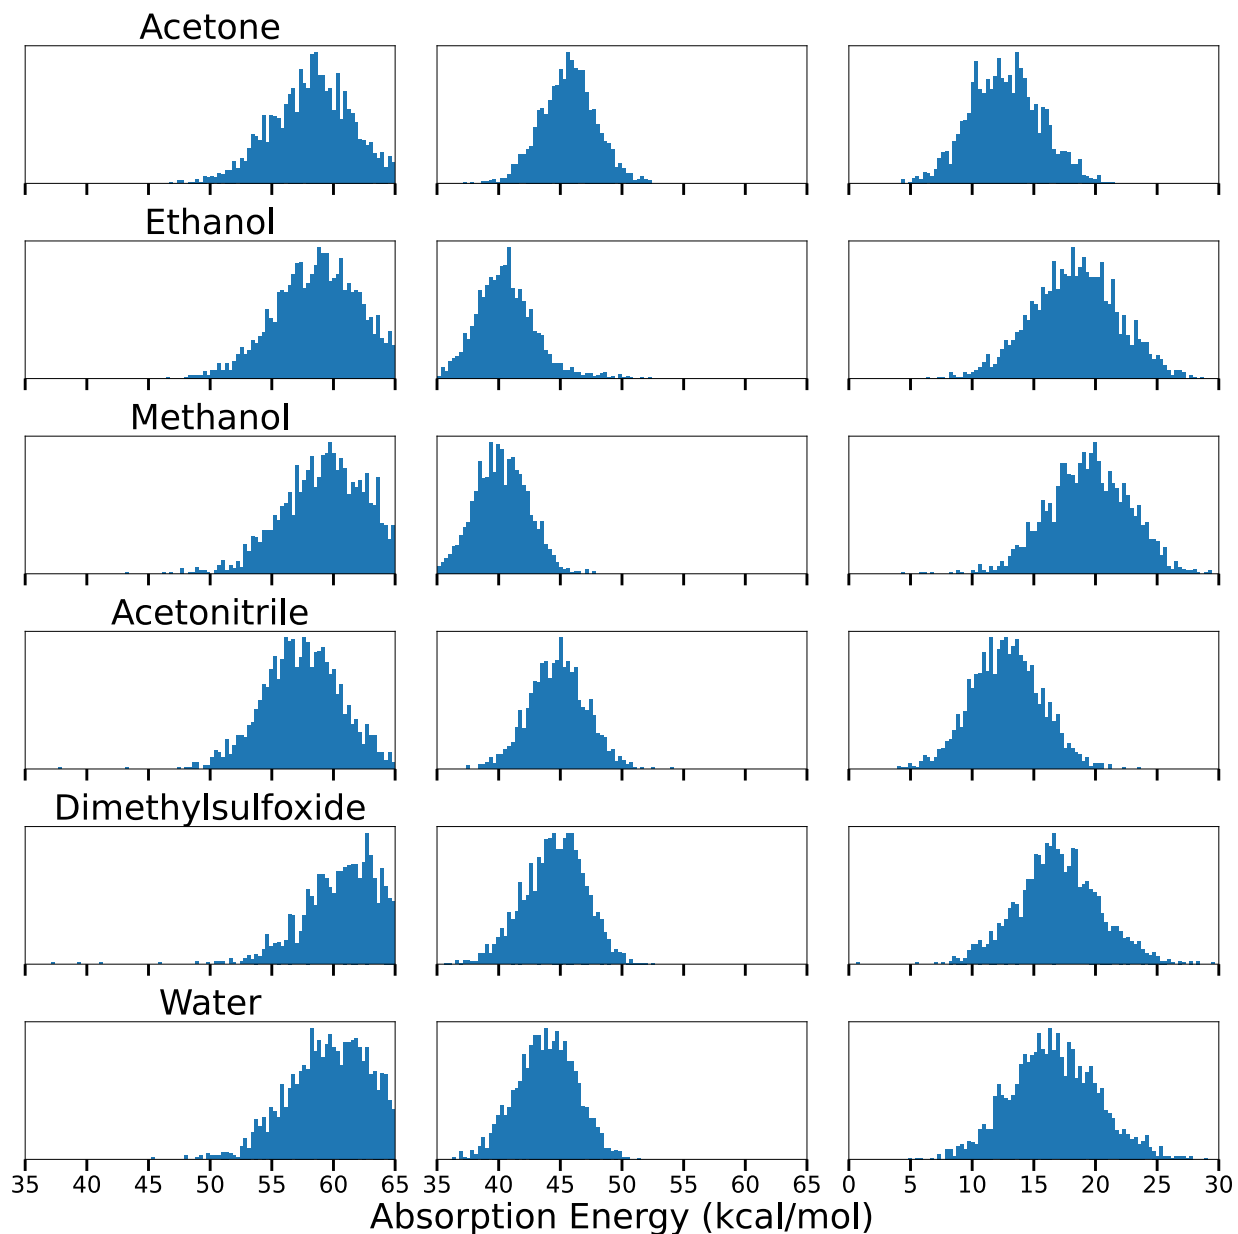 Acetone
Ethanol
Methanol
Acetonitrile
Dimethylsulfoxide
Water
35 40 45 50 55 60 65 35 40 45 50 55 60 65 0 5 10 15 20 25 30
Absorption Energy (kcal/mol)